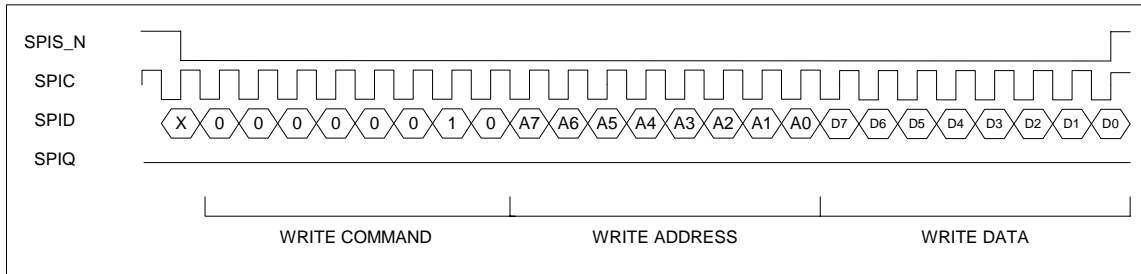 SPIS_N
SPIC
SPID X 0 0 0 0 0 0 1 0 A7 A6 A5 A4 A3 A2 A1 A0 D7 D6 D5 D4 D3 D2 D1 D0
SPIQ
WRITE COMMAND WRITE ADDRESS WRITE DATA